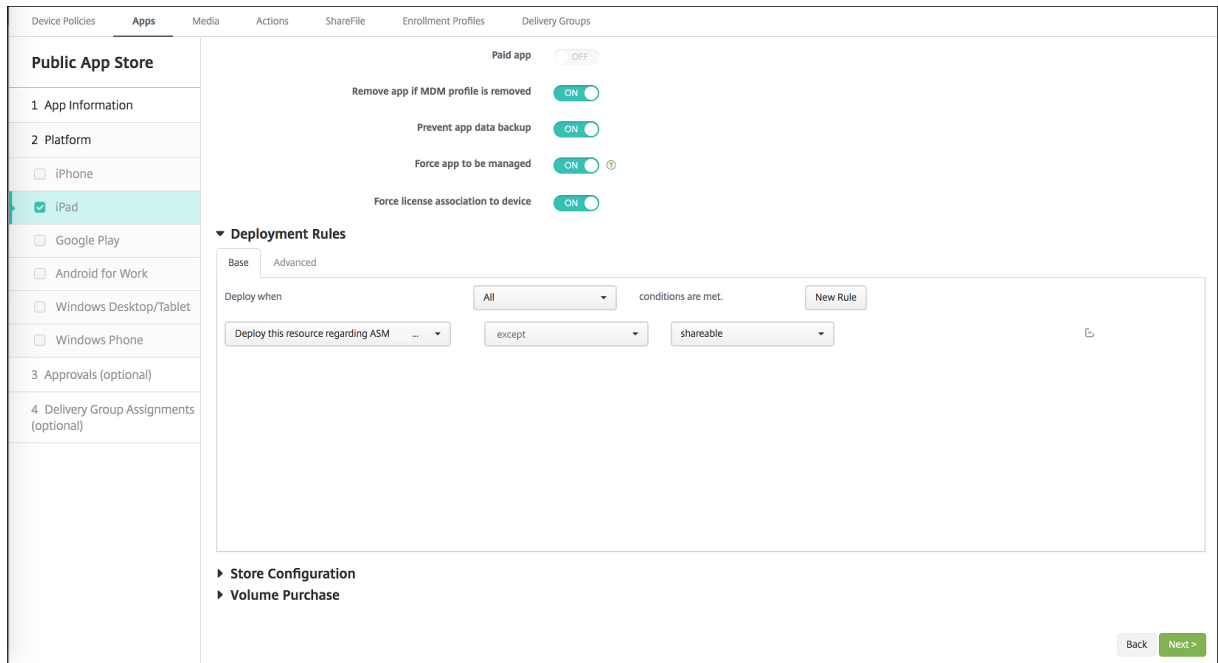 Device Policies Apps Media Actions ShareFile Enrollment Profiles Delivery Groups
Public App Store
1 App Information
2 Platform
iPhone
iPad
Google Play
Android for Work
Windows Desktop/Tablet
Windows Phone
3 Approvals (optional)
4 Delivery Group Assignments
(optional)
Paid app OFF
Remove app if MDM profile is removed ON
Prevent app data backup ON
Force app to be managed ON ?
Force license association to device ON
Deployment Rules
Base Advanced
Deploy when All conditions are met. New Rule
Deploy this resource regarding ASM ... except shareable
Store Configuration
Volume Purchase
Back Next >